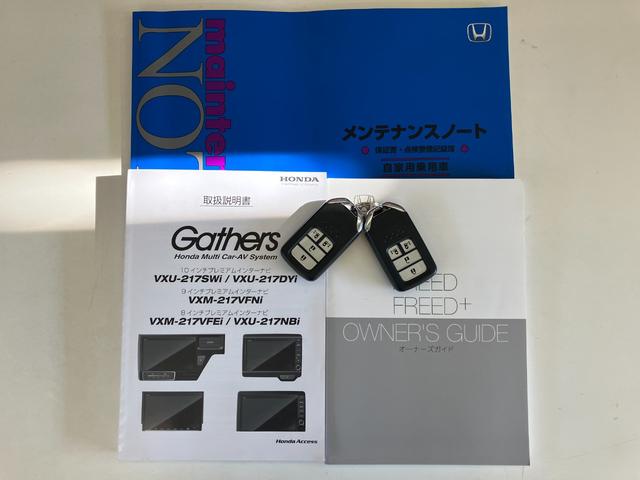 mainte
NOT
メンテナンスノート
保証書・点検整備記録簿
自家用乗用車
HONDA
取扱説明書
Gathers
Honda Multi Car-AV System
10インチプレミアムインターナビ
VXU-217SWi / VXU-217DYi
9インチプレミアムインターナビ
VXM-217VFNi
8インチプレミアムインターナビ
VXM-217VFEi / VXU-217NBi
Honda Access
EED
FREED+
OWNER'S GUIDE
オーナーズガイド